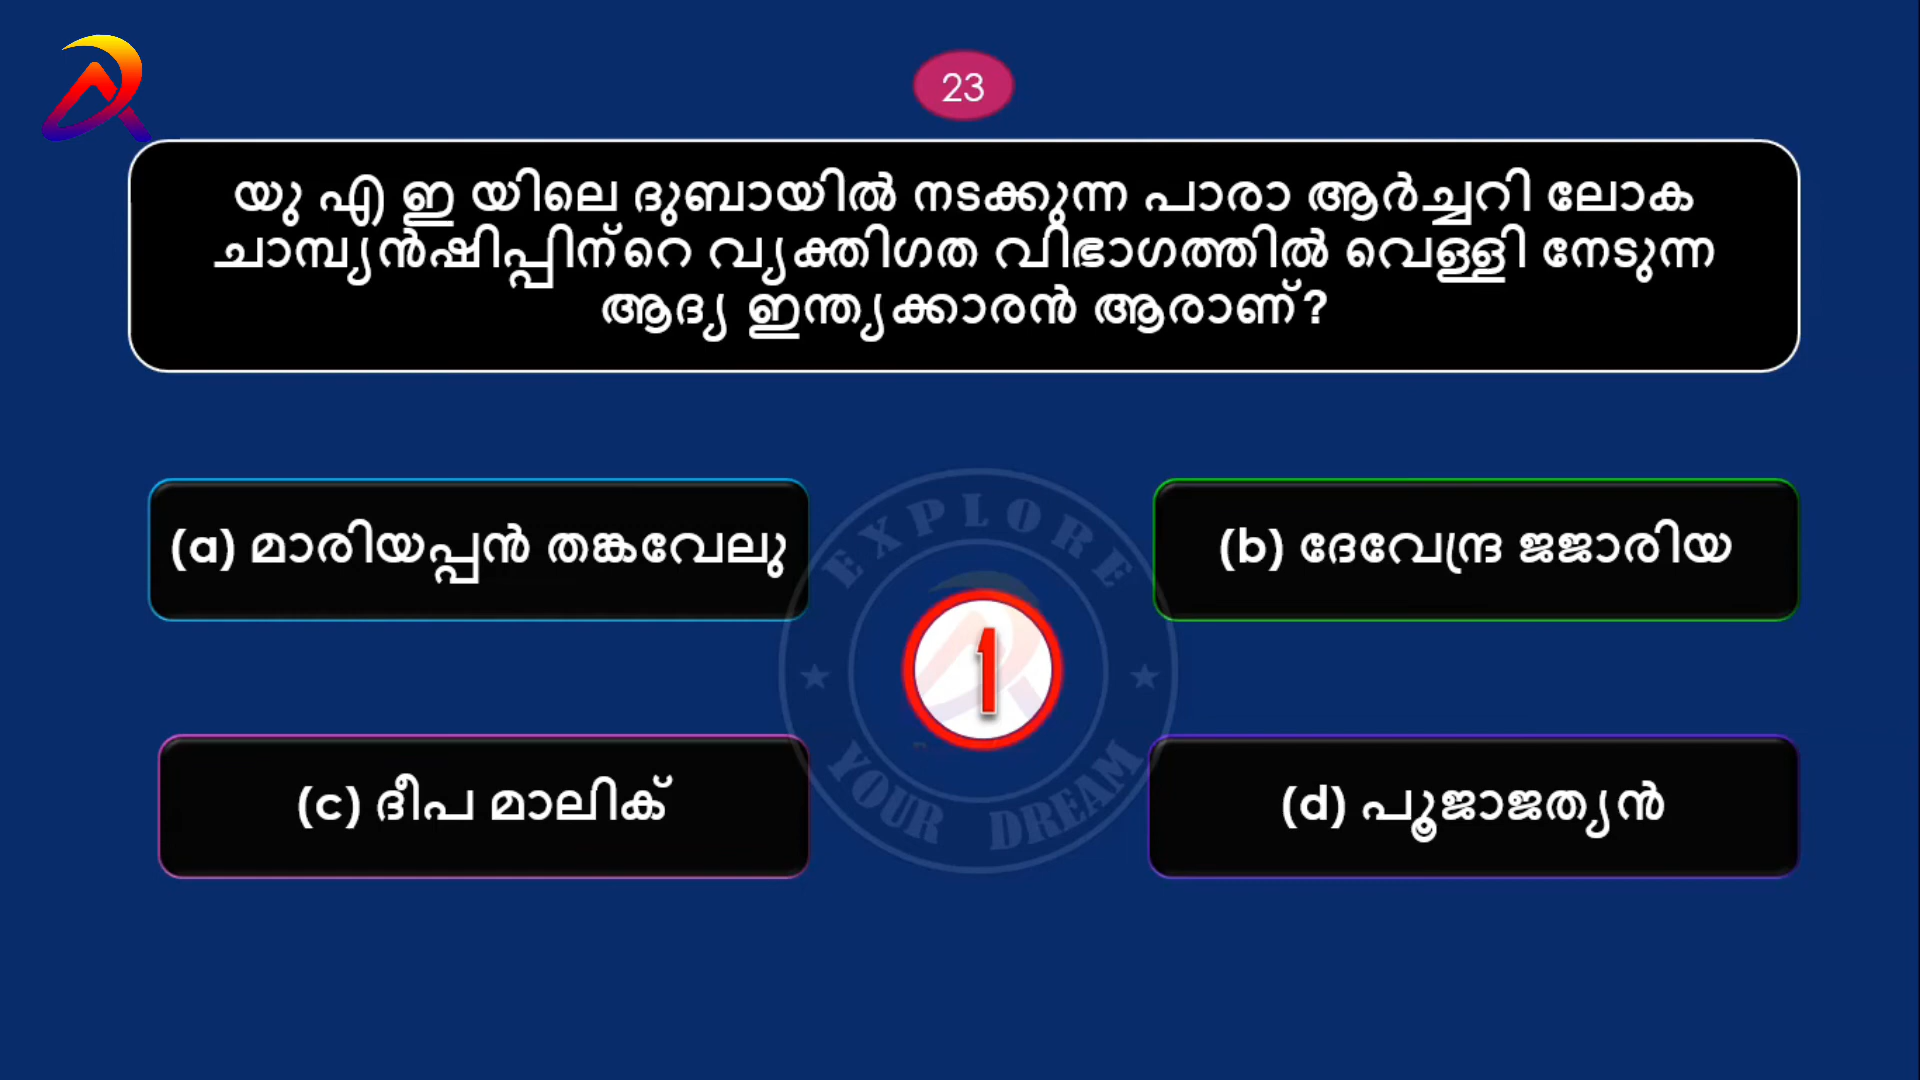 23
യു എ ഇ യിലെ ദുബായിൽ നടക്കുന്ന പാരാ ആർച്ചറി ലോക
ചാമ്പ്യൻഷിപ്പിന്റെ വ്യക്തിഗത വിഭാഗത്തിൽ വെള്ളി നേടുന്ന
ആദ്യ ഇന്ത്യക്കാരൻ ആരാണ്?
(a) മാരിയപ്പൻ തങ്കവേലു
(b) ദേവേന്ദ്ര ജജാരിയ
EXPLORE
1
YOUR DREAM
(c) ദീപ മാലിക്
(d) പൂജാജത്യൻ